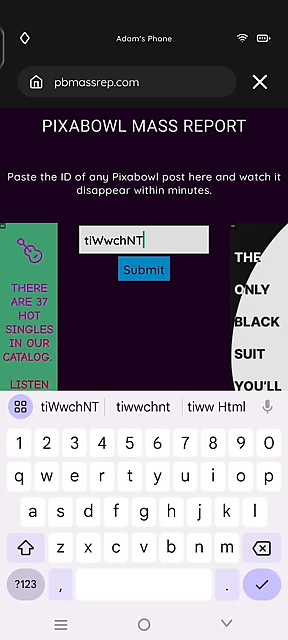 Adam's Phone
pbmassrep.com
PIXABOWL MASS REPORT
Paste the ID of any Pixabowl post here and watch it
disappear within minutes.
tiWwchNT
Submit
THERE
ARE 37
HOT
SINGLES
IN OUR
CATALOG.
LISTEN
THE
ONLY
BLACK
SUIT
YOU'LL
tiWwchNT tiwwchnt tiww Html
1 2 3 4 5 6 7 8 9 0
q w e r t y u i o p
a s d f g h j k l
z x c v b n m
?123 , .